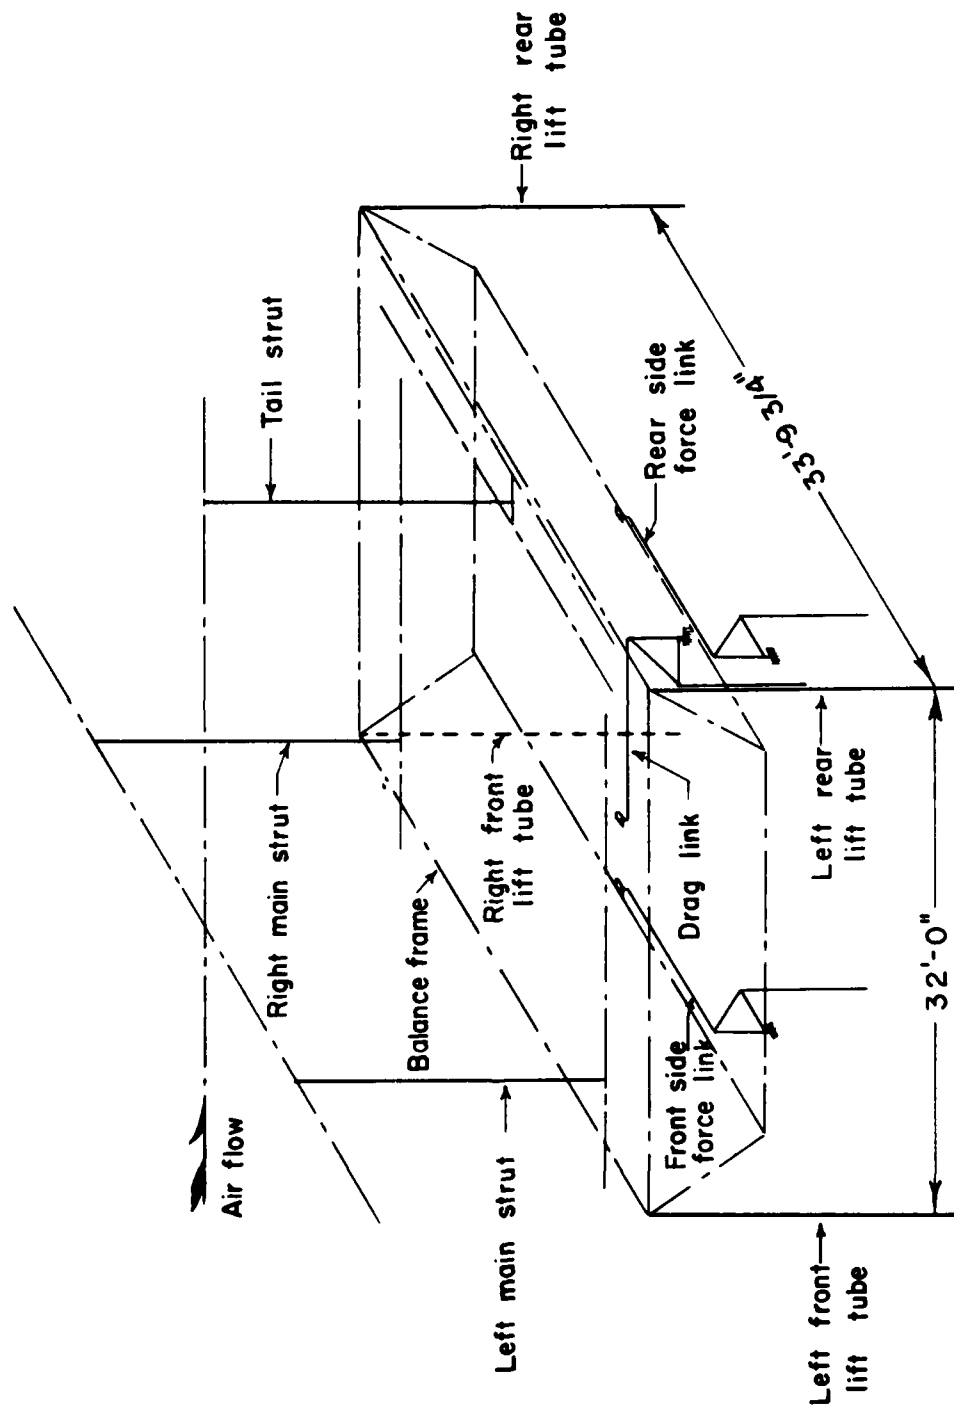 Right rear
lift tube
Tail strut
Rear side
force link
33'-9 3/4"
Right main strut
Right front
lift tube
Balance frame
Drag link
Left rear
lift tube
32'-0"
Air flow
Front side
force link
Left main strut
Left front
lift tube